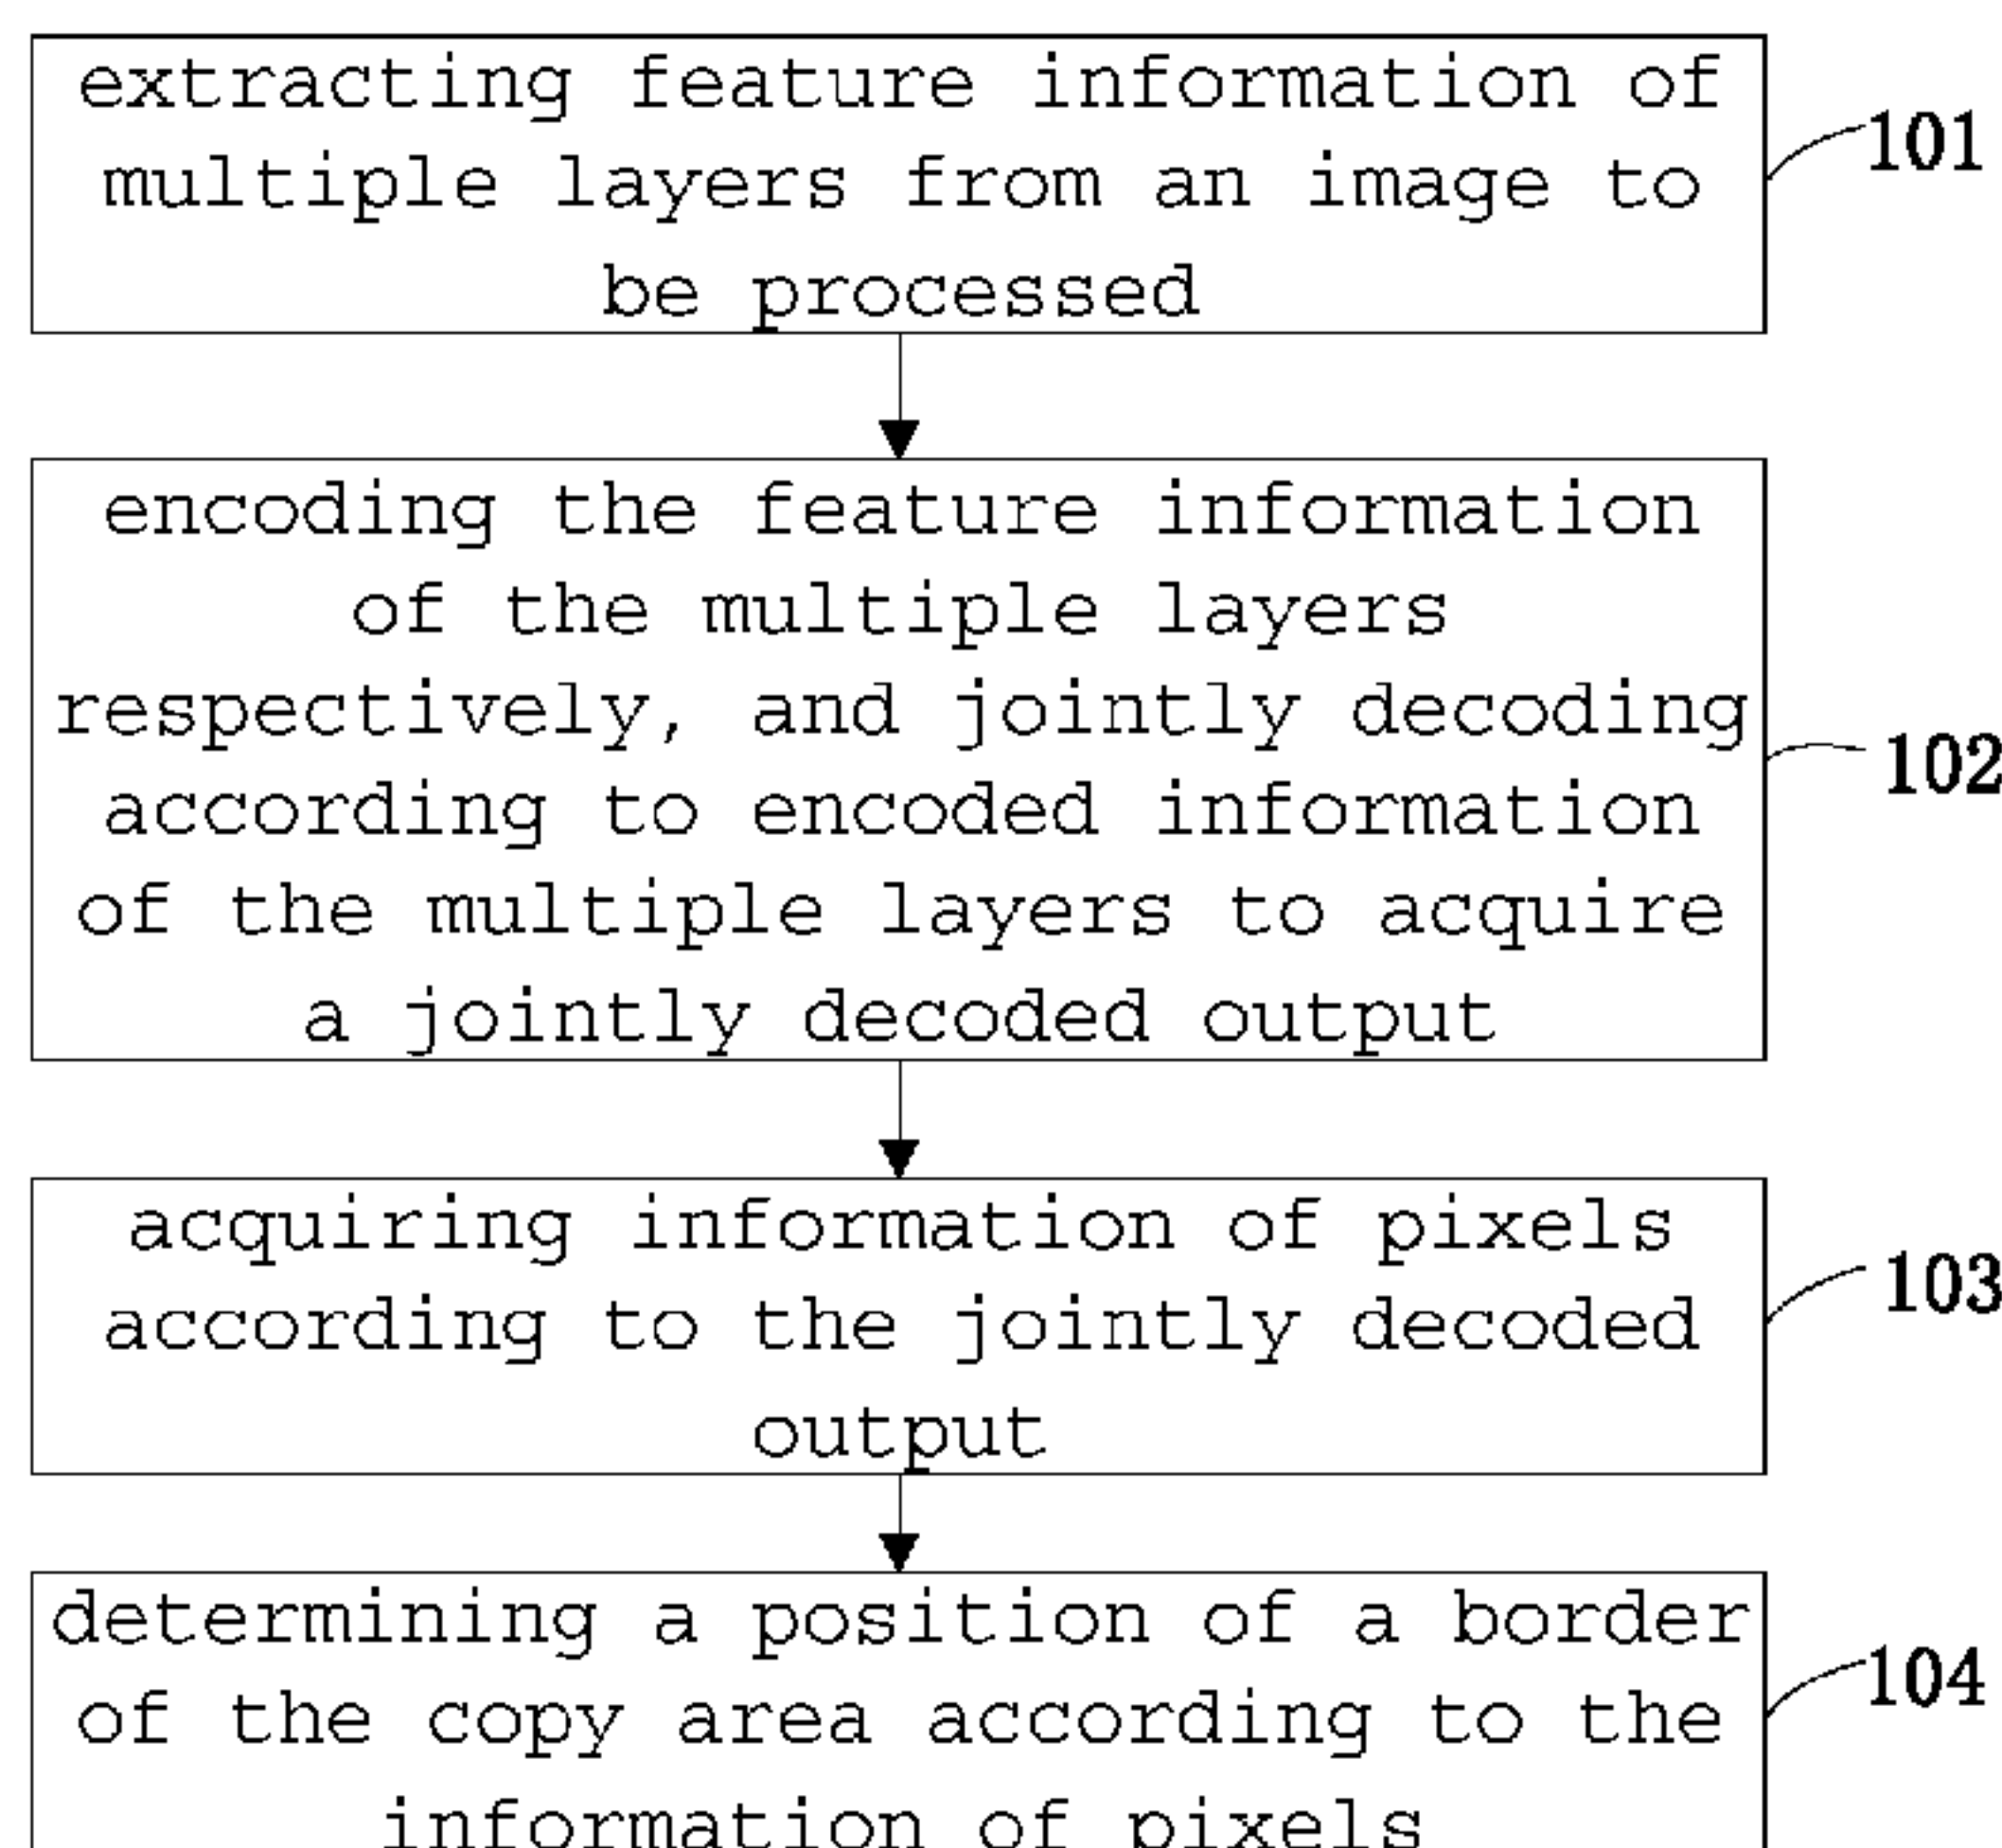 extracting feature information of
multiple layers from an image to
be processed
101
encoding the feature information
of the multiple layers
respectively, and jointly decoding
according to encoded information
of the multiple layers to acquire
a jointly decoded output
102
acquiring information of pixels
according to the jointly decoded
output
103
determining a position of a border
of the copy area according to the
information of pixels
104